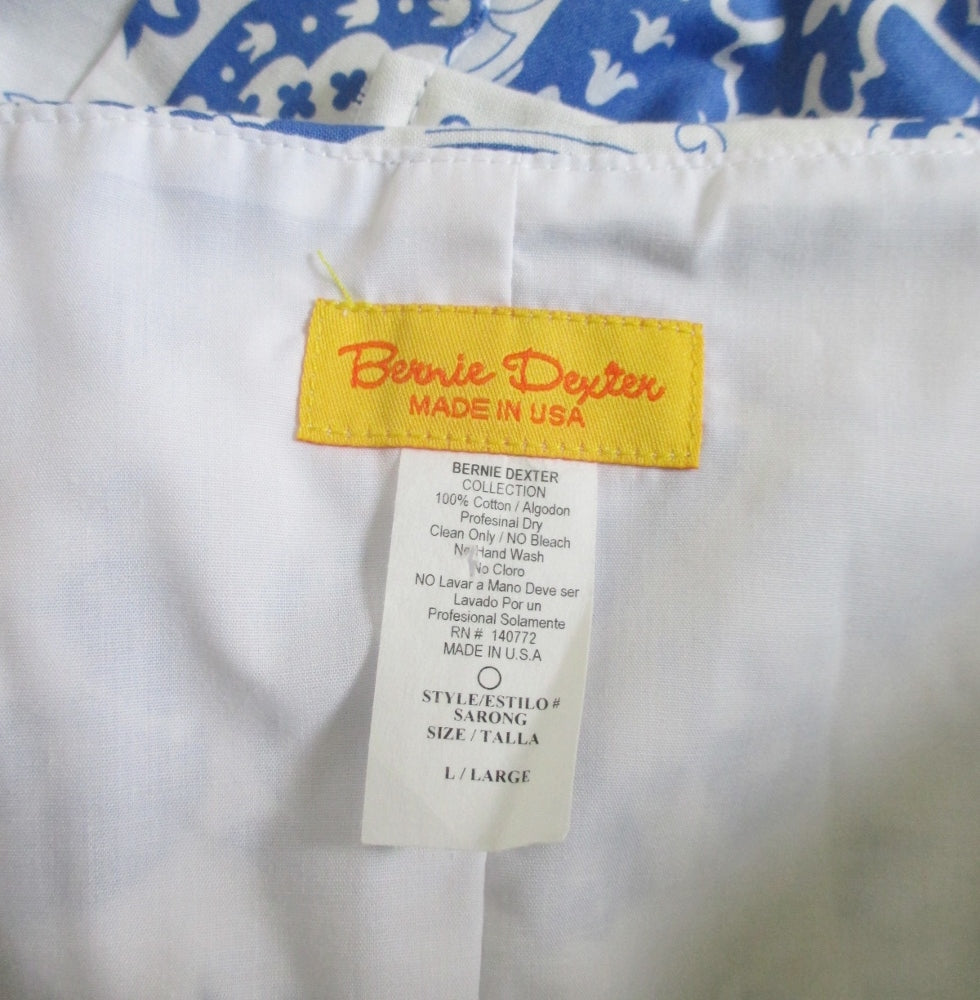 Bernie Dexter
MADE IN USA
BERNIE DEXTER
COLLECTION
100% Cotton / Algodon
Profesinal Dry
Clean Only / NO Bleach
No Hand Wash
No Cloro
NO Lavar a Mano Deve ser
Lavado Por un
Profesional Solamente
RN # 140772
MADE IN U.S.A
STYLE/ESTILO #
SARONG
SIZE / TALLA
L / LARGE